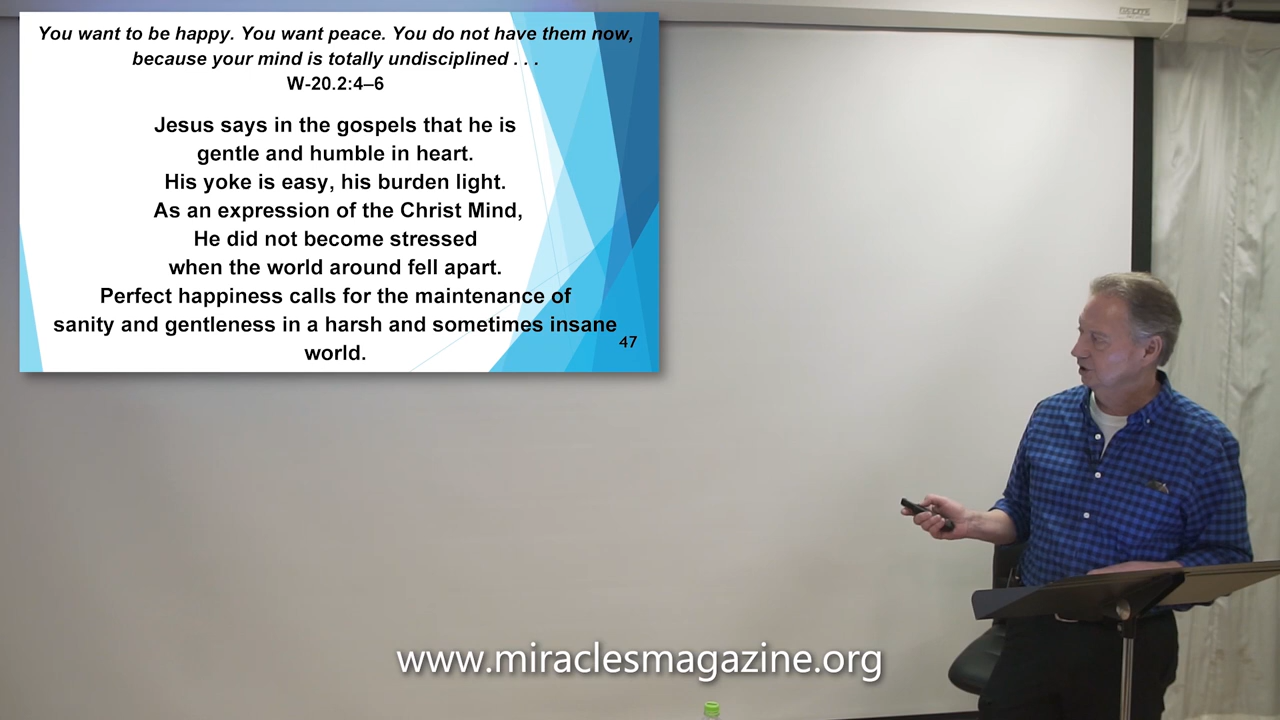 You want to be happy. You want peace. You do not have them now,
because your mind is totally undisciplined . . .
W-20.2:4–6
Jesus says in the gospels that he is
gentle and humble in heart.
His yoke is easy, his burden light.
As an expression of the Christ Mind,
He did not become stressed
when the world around fell apart.
Perfect happiness calls for the maintenance of
sanity and gentleness in a harsh and sometimes insane
world.
47
www.miraclesmagazine.org